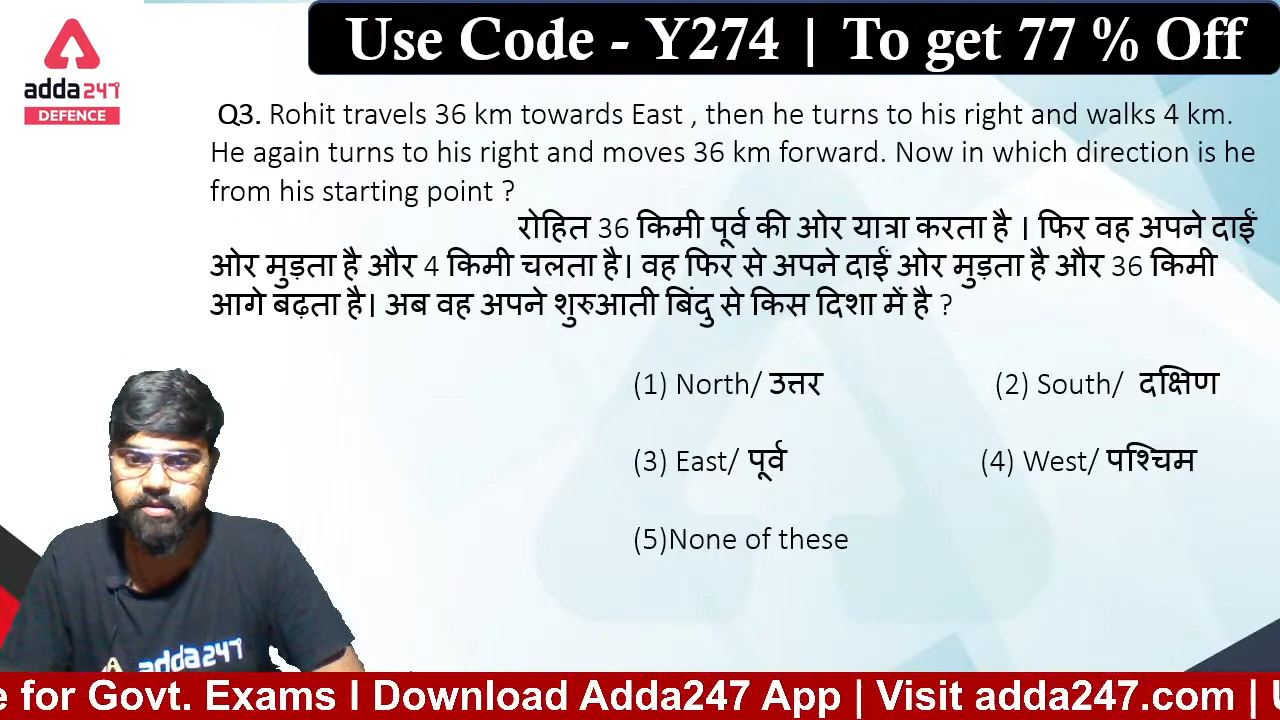 Use Code - Y274 | To get 77 % Off
adda247
DEFENCE
Q3. Rohit travels 36 km towards East , then he turns to his right and walks 4 km.
He again turns to his right and moves 36 km forward. Now in which direction is he
from his starting point ?
रोहित 36 किमी पूर्व की ओर यात्रा करता है । फिर वह अपने दाईं
ओर मुड़ता है और 4 किमी चलता है। वह फिर से अपने दाईं ओर मुड़ता है और 36 किमी
आगे बढ़ता है। अब वह अपने शुरुआती बिंदु से किस दिशा में है ?
(1) North/ उत्तर (2) South/ दक्षिण
(3) East/ पूर्व (4) West/ पश्चिम
(5)None of these
adda247
e for Govt. Exams I Download Adda247 App | Visit adda247.com |